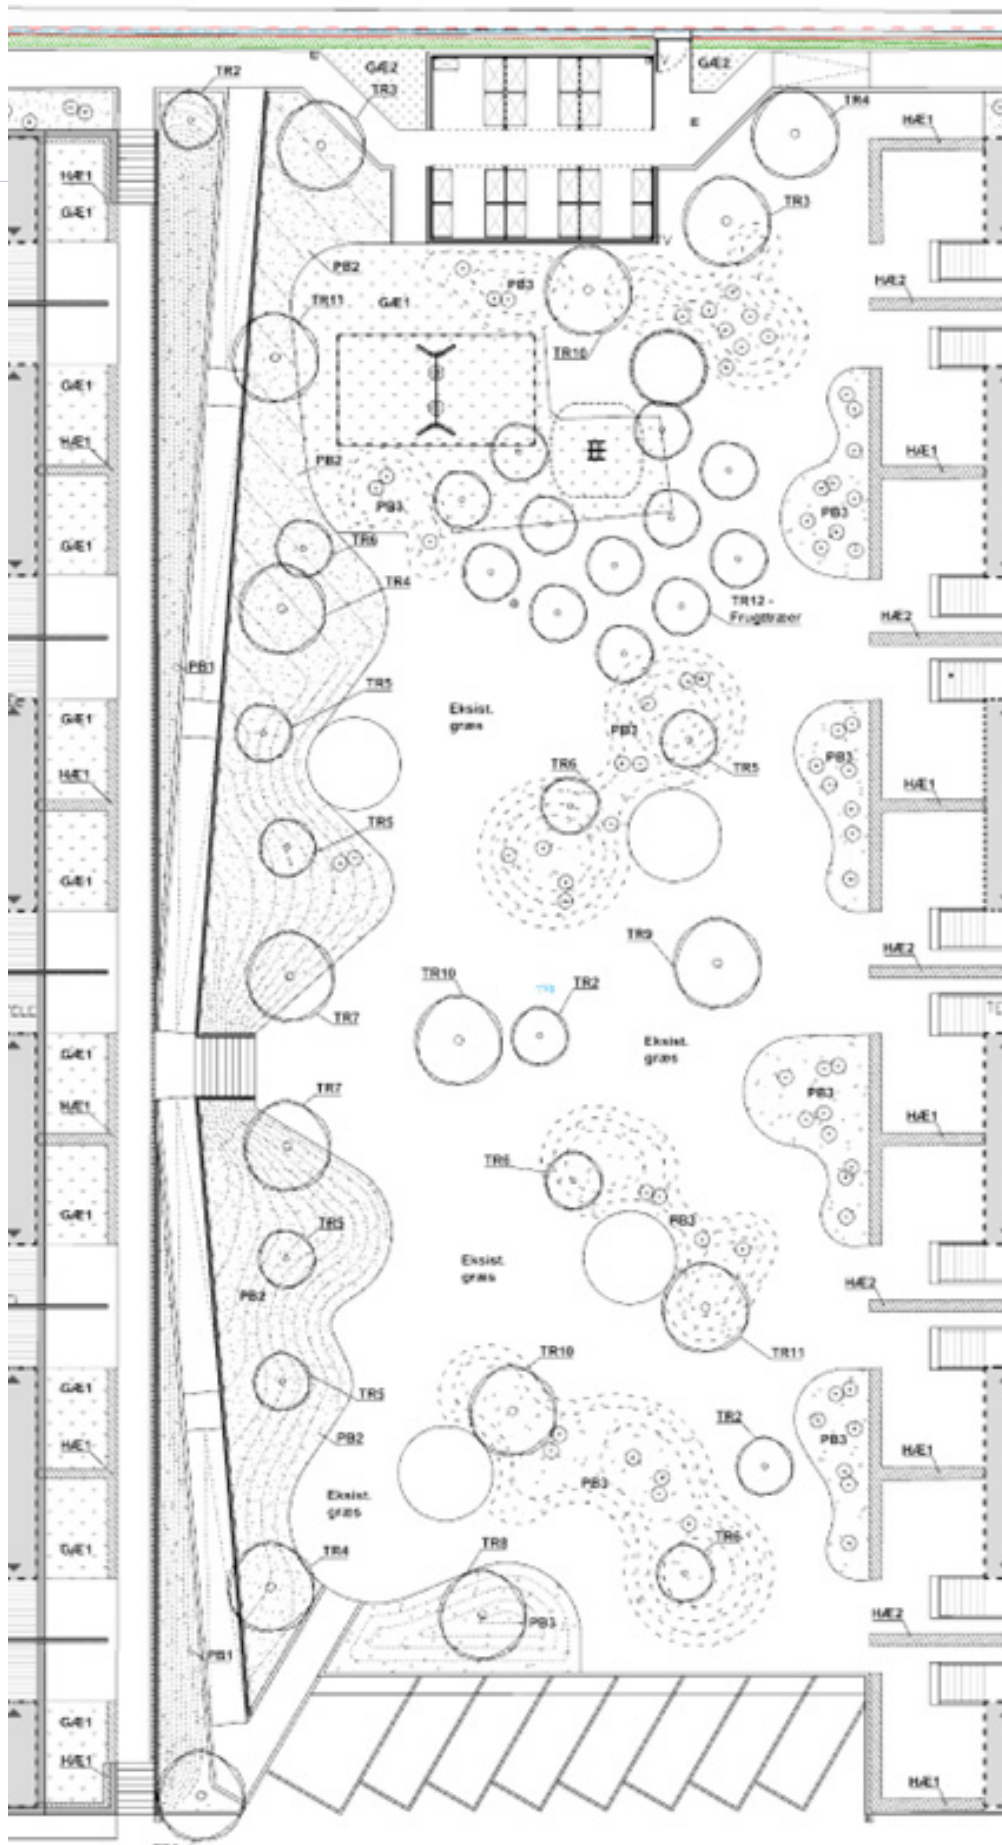 TR2
GÆ2
GÆ2
TR3
TR4
E
HÆ1
HÆ1
GÆ1
TR3
PB2
PB3
HÆ2
GÆ1
TR11
TR10
GÆ1
HÆ1
PB2
HÆ1
PB3
PB3
GÆ1
TR6
TR4
TR12 -
Frugttræer
HÆ2
PB1
TR5
GÆ1
Eksist.
græs
PB3
PB3
HÆ1
TR6
TR5
HÆ1
TR5
GÆ1
TR9
HÆ2
TR10
TR2
TR7
GÆ1
Eksist.
græs
TR7
HÆ1
PB3
HÆ1
TR6
GÆ1
TR5
PB3
Eksist.
græs
PB2
HÆ2
TR11
TR10
GÆ1
TR5
TR2
PB2
PB3
HÆ1
HÆ1
PB3
Eksist.
græs
GÆ1
TR4
TR8
TR6
PB3
HÆ2
PB1
GÆ1
HÆ1
HÆ1